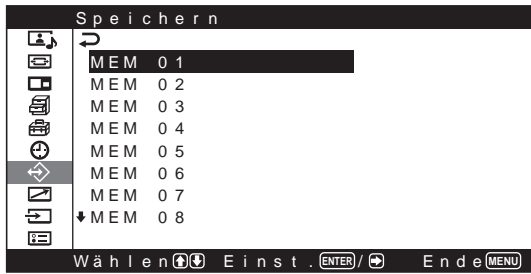 Speichern
MEM 01
MEM 02
MEM 03
MEM 04
MEM 05
MEM 06
MEM 07
MEM 08
Wählen Einst. ENTER / Ende MENU